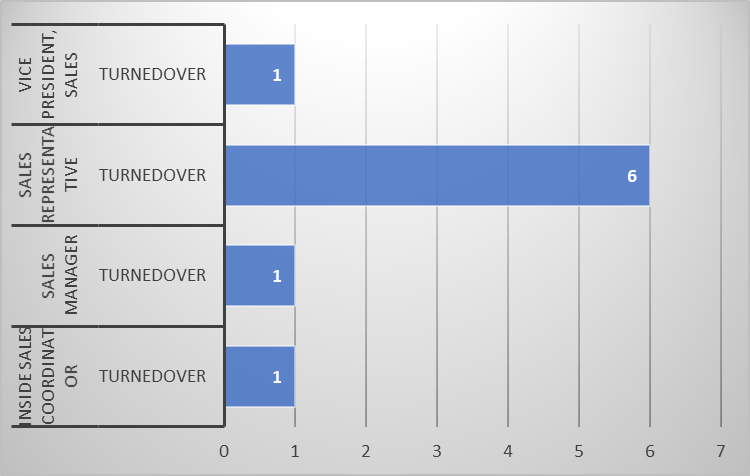 VICE
PRESIDENT,
SALES
TURNEDOVER
1
SALES
REPRESENTA
TIVE
TURNEDOVER
6
SALES
MANAGER
TURNEDOVER
1
INSIDE SALES
COORDINAT
OR
TURNEDOVER
1
0 1 2 3 4 5 6 7